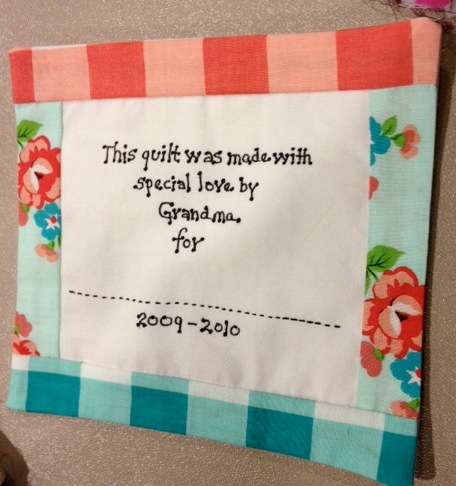 This quilt was made with
special love by
Grandma.
for
2009-2010